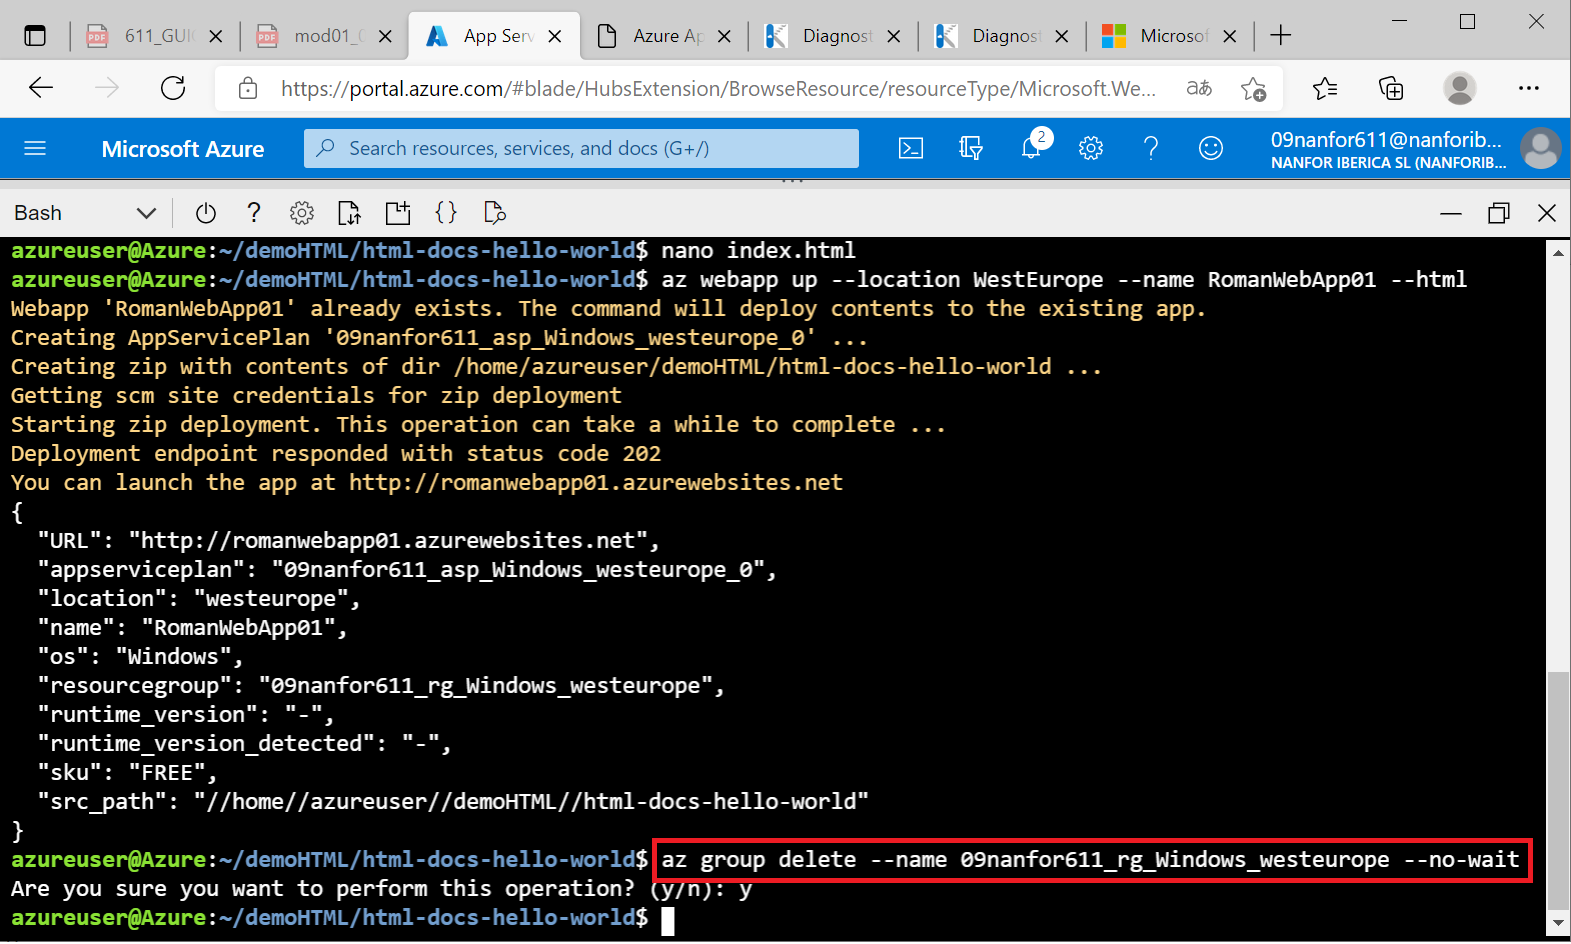 611_GUI
mod01_
App Serv
Azure Ap
Diagnost
Diagnost
Microsof
https://portal.azure.com/#blade/HubsExtension/BrowseResource/resourceType/Microsoft.We...
Microsoft Azure
Search resources, services, and docs (G+/)
2
09nanfor611@nanforib...
NANFOR IBERICA SL (NANFORIB...
Bash
azureuser@Azure:~/demoHTML/html-docs-hello-world$ nano index.html
azureuser@Azure:~/demoHTML/html-docs-hello-world$ az webapp up --location WestEurope --name RomanWebApp01 --html
Webapp 'RomanWebApp01' already exists. The command will deploy contents to the existing app.
Creating AppServicePlan '09nanfor611_asp_Windows_westeurope_0' ...
Creating zip with contents of dir /home/azureuser/demoHTML/html-docs-hello-world ...
Getting scm site credentials for zip deployment
Starting zip deployment. This operation can take a while to complete ...
Deployment endpoint responded with status code 202
You can launch the app at http://romanwebapp01.azurewebsites.net
{
"URL": "http://romanwebapp01.azurewebsites.net",
"appserviceplan": "09nanfor611_asp_Windows_westeurope_0",
"location": "westeurope",
"name": "RomanWebApp01",
"os": "Windows",
"resourcegroup": "09nanfor611_rg_Windows_westeurope",
"runtime_version": "-",
"runtime_version_detected": "-",
"sku": "FREE",
"src_path": "//home//azureuser//demoHTML//html-docs-hello-world"
}
azureuser@Azure:~/demoHTML/html-docs-hello-world$ az group delete --name 09nanfor611_rg_Windows_westeurope --no-wait
Are you sure you want to perform this operation? (y/n): y
azureuser@Azure:~/demoHTML/html-docs-hello-world$